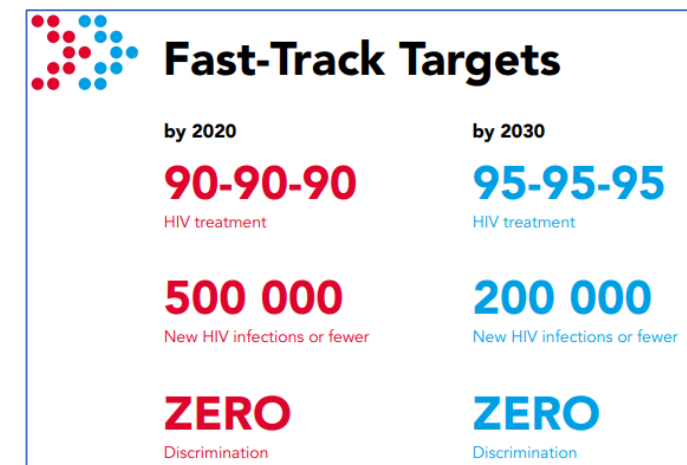 Fast-Track Targets
by 2020
90-90-90
HIV treatment
500 000
New HIV infections or fewer
ZERO
Discrimination
by 2030
95-95-95
HIV treatment
200 000
New HIV infections or fewer
ZERO
Discrimination